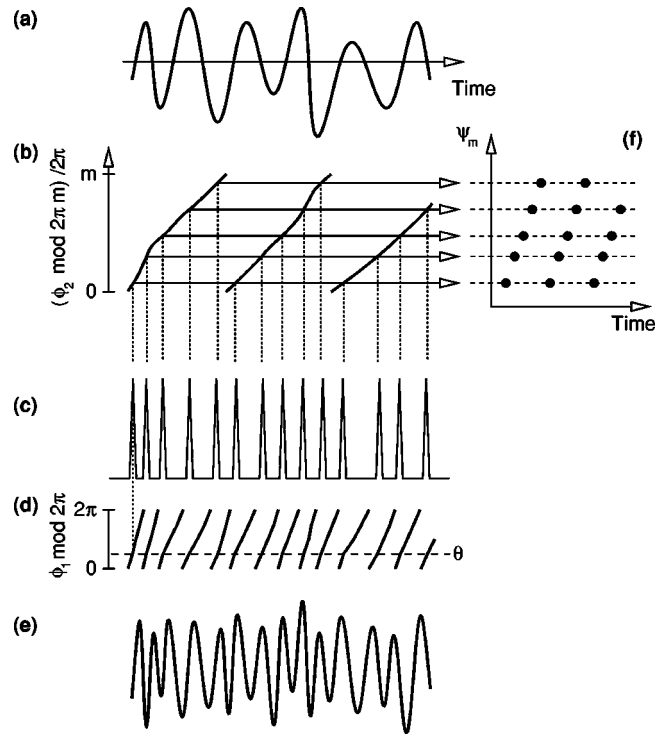 (a)
Time
(b)
m
0
(ϕ₂ mod 2π m) /2π
ψₘ
(f)
Time
(c)
(d)
2π
0
ϕ₁ mod 2π
θ
(e)